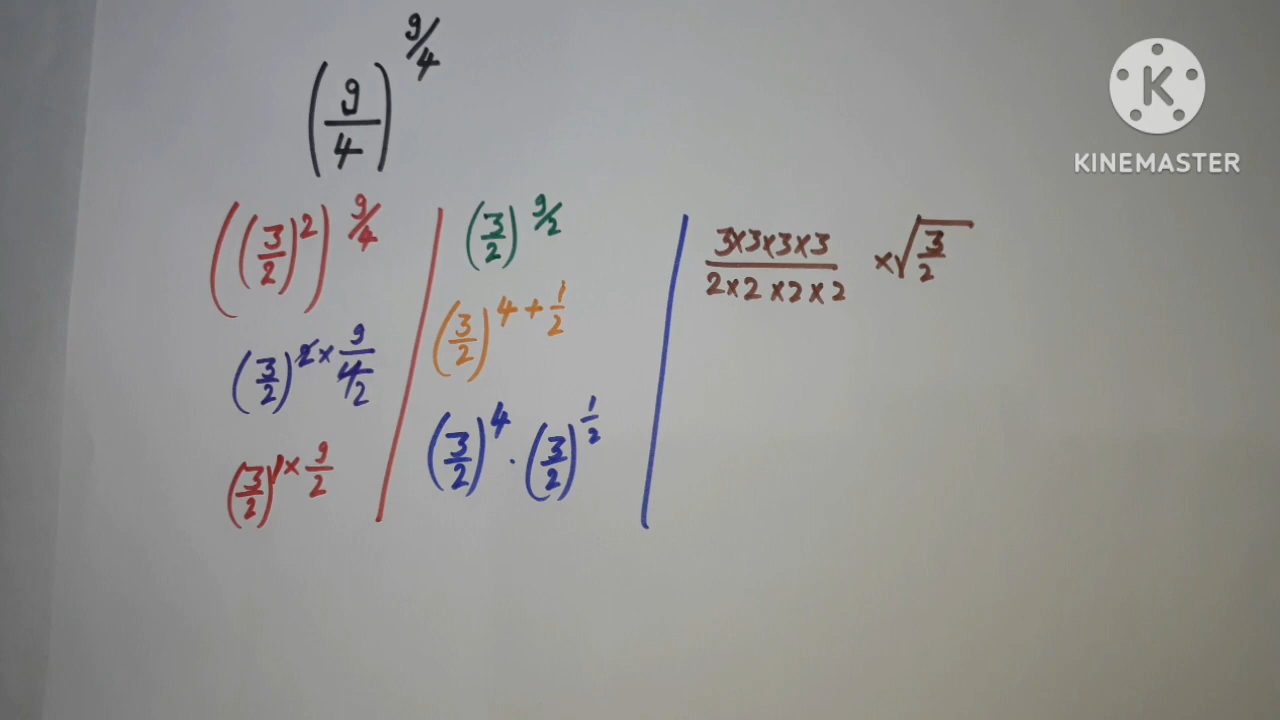 (9/4)^9/4
((3/2)^2)^9/4
(3/2)^2×9/4/2
(3/2)^1×9/2
(3/2)^9/2
(3/2)^4+1/2
(3/2)^4 · (3/2)^1/2
3×3×3×3/2×2×2×2 ×√3/2
K
KINEMASTER